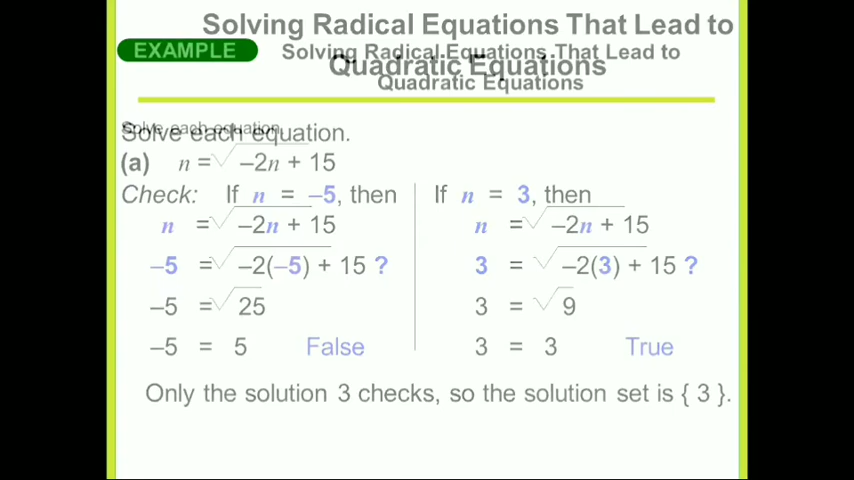 Solving Radical Equations That Lead to
Quadratic Equations
EXAMPLE
Solving Radical Equations That Lead to
Quadratic Equations
Solve each equation.
Solve each equation.
(a) n = √–2n + 15
Check: If n = –5, then
n = √–2n + 15
–5 = √–2(–5) + 15 ?
–5 = √25
–5 = 5 False
If n = 3, then
n = √–2n + 15
3 = √–2(3) + 15 ?
3 = √9
3 = 3 True
Only the solution 3 checks, so the solution set is { 3 }.